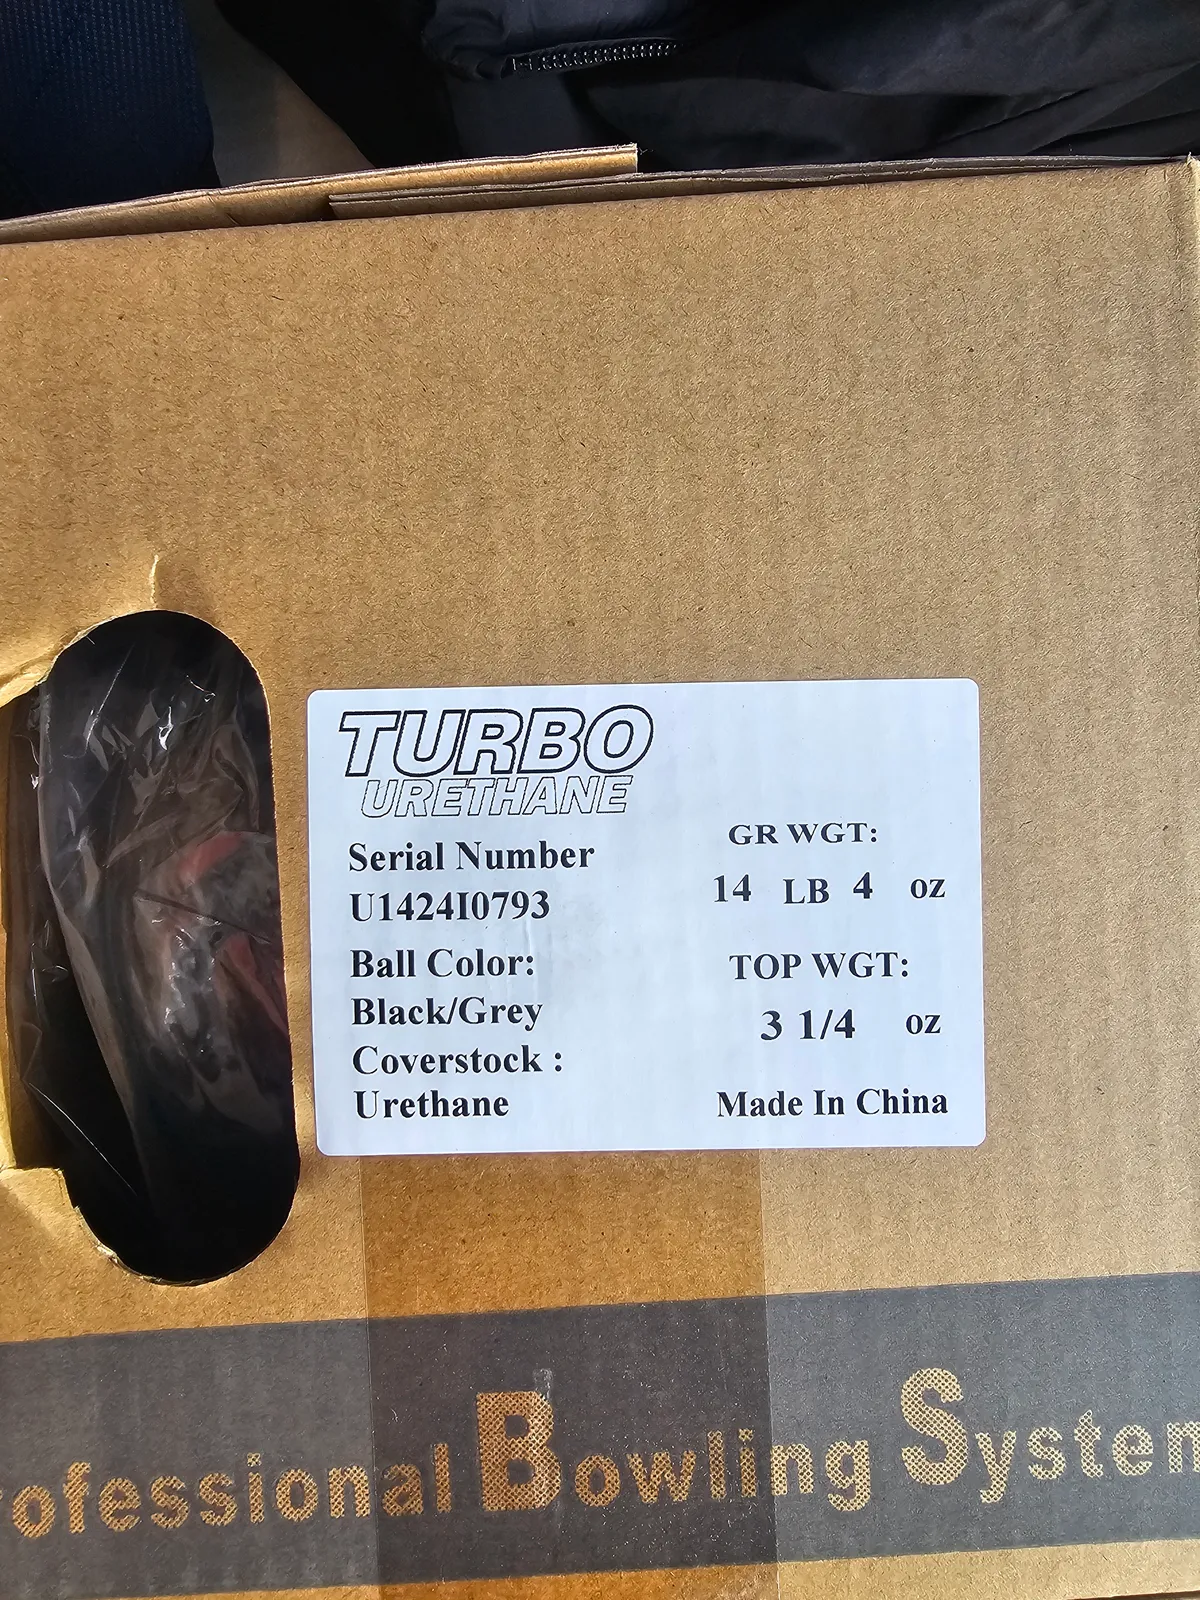 TURBO
URETHANE
Serial Number
U1424I0793
Ball Color:
Black/Grey
Coverstock :
Urethane
GR WGT:
14 LB 4 oz
TOP WGT:
3 1/4 oz
Made In China
rofessional Bowling System